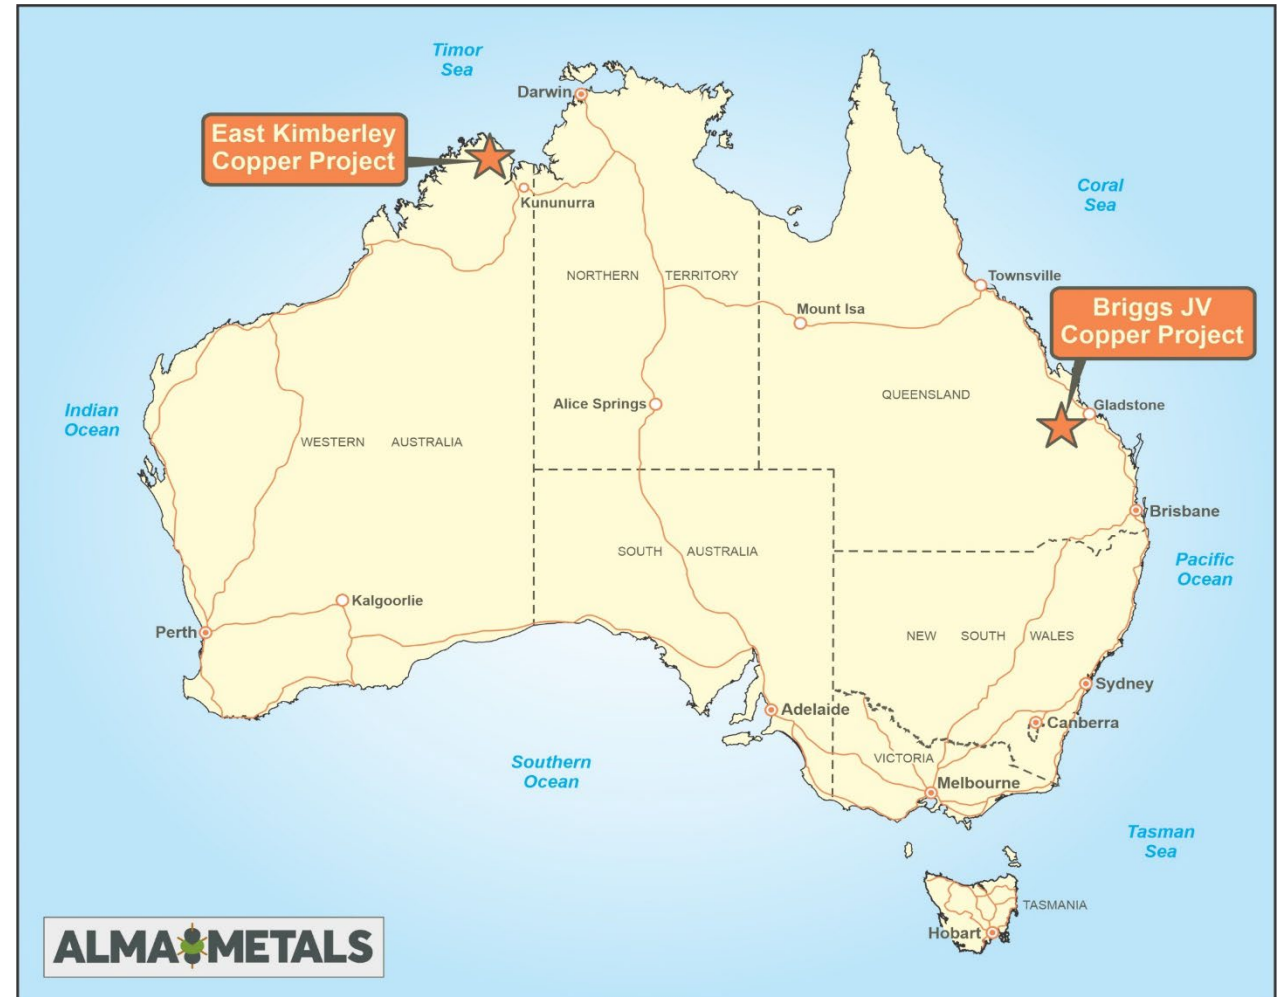 Timor
Sea
Darwin
East Kimberley
Copper Project
Kununurra
Coral
Sea
NORTHERN TERRITORY
Townsville
Mount Isa
Briggs JV
Copper Project
QUEENSLAND
Alice Springs
Gladstone
Indian
Ocean
WESTERN AUSTRALIA
Brisbane
SOUTH AUSTRALIA
Pacific
Ocean
Kalgoorlie
Perth
NEW SOUTH WALES
Sydney
Adelaide
Canberra
VICTORIA
Southern
Ocean
Melbourne
Tasman
Sea
TASMANIA
Hobart
ALMA METALS